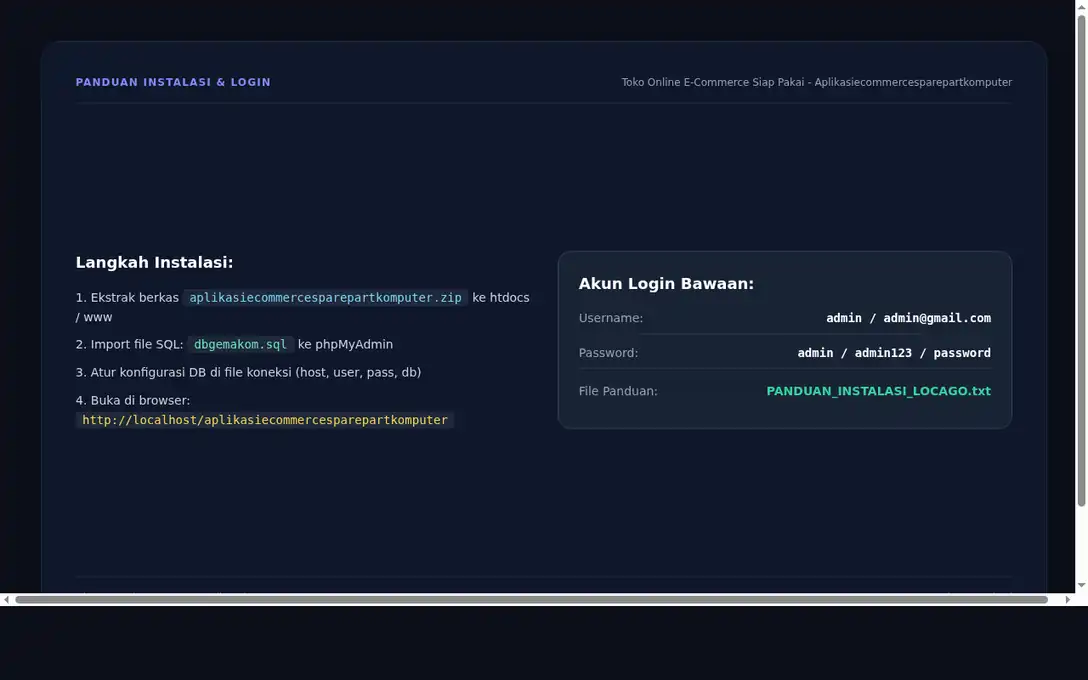 PANDUAN INSTALASI & LOGIN
Toko Online E-Commerce Siap Pakai - Aplikasiecommercesparepartkomputer
Langkah Instalasi:
1. Ekstrak berkas aplikasiecommercesparepartkomputer.zip ke htdocs
/ www
2. Import file SQL: dbgemakom.sql ke phpMyAdmin
3. Atur konfigurasi DB di file koneksi (host, user, pass, db)
4. Buka di browser:
http://localhost/aplikasiecommercesparepartkomputer
Akun Login Bawaan:
Username: admin / admin@gmail.com
Password: admin / admin123 / password
File Panduan: PANDUAN_INSTALASI_LOCAGO.txt